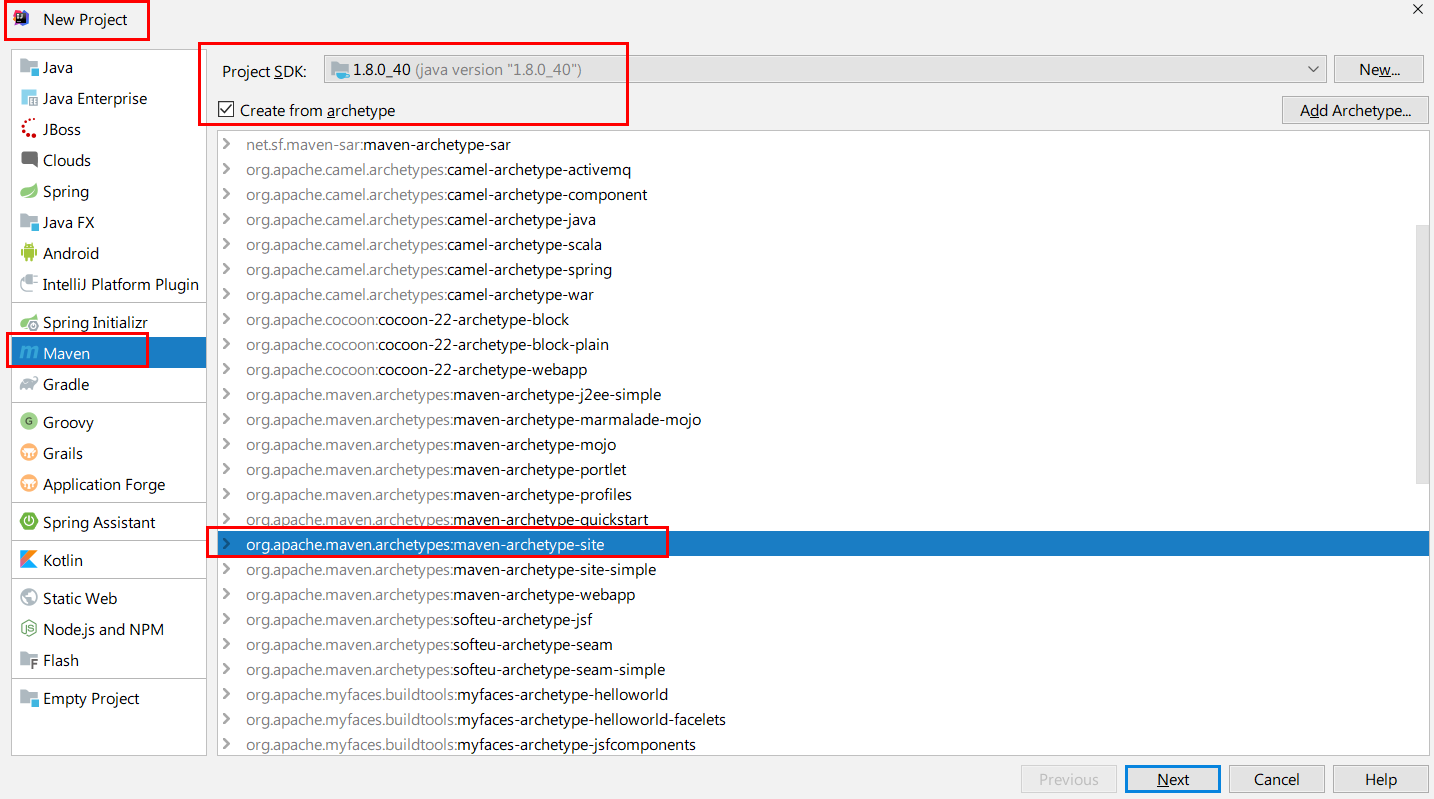 New Project
Java
Java Enterprise
JBoss
Clouds
Spring
Java FX
Android
IntelliJ Platform Plugin
Spring Initializr
m Maven
Gradle
G Groovy
Grails
Application Forge
Spring Assistant
Kotlin
Static Web
JS Node.js and NPM
F Flash
Empty Project
Project SDK: 1.8.0_40 (java version "1.8.0_40") New...
Create from archetype Add Archetype...
net.sf.maven-sar:maven-archetype-sar
org.apache.camel.archetypes:camel-archetype-activemq
org.apache.camel.archetypes:camel-archetype-component
org.apache.camel.archetypes:camel-archetype-java
org.apache.camel.archetypes:camel-archetype-scala
org.apache.camel.archetypes:camel-archetype-spring
org.apache.camel.archetypes:camel-archetype-war
org.apache.cocoon:cocoon-22-archetype-block
org.apache.cocoon:cocoon-22-archetype-block-plain
org.apache.cocoon:cocoon-22-archetype-webapp
org.apache.maven.archetypes:maven-archetype-j2ee-simple
org.apache.maven.archetypes:maven-archetype-marmalade-mojo
org.apache.maven.archetypes:maven-archetype-mojo
org.apache.maven.archetypes:maven-archetype-portlet
org.apache.maven.archetypes:maven-archetype-profiles
org.apache.maven.archetypes:maven-archetype-quickstart
org.apache.maven.archetypes:maven-archetype-site
org.apache.maven.archetypes:maven-archetype-site-simple
org.apache.maven.archetypes:maven-archetype-webapp
org.apache.maven.archetypes:softeu-archetype-jsf
org.apache.maven.archetypes:softeu-archetype-seam
org.apache.maven.archetypes:softeu-archetype-seam-simple
org.apache.myfaces.buildtools:myfaces-archetype-helloworld
org.apache.myfaces.buildtools:myfaces-archetype-helloworld-facelets
org.apache.myfaces.buildtools:myfaces-archetype-jsfcomponents
Previous Next Cancel Help